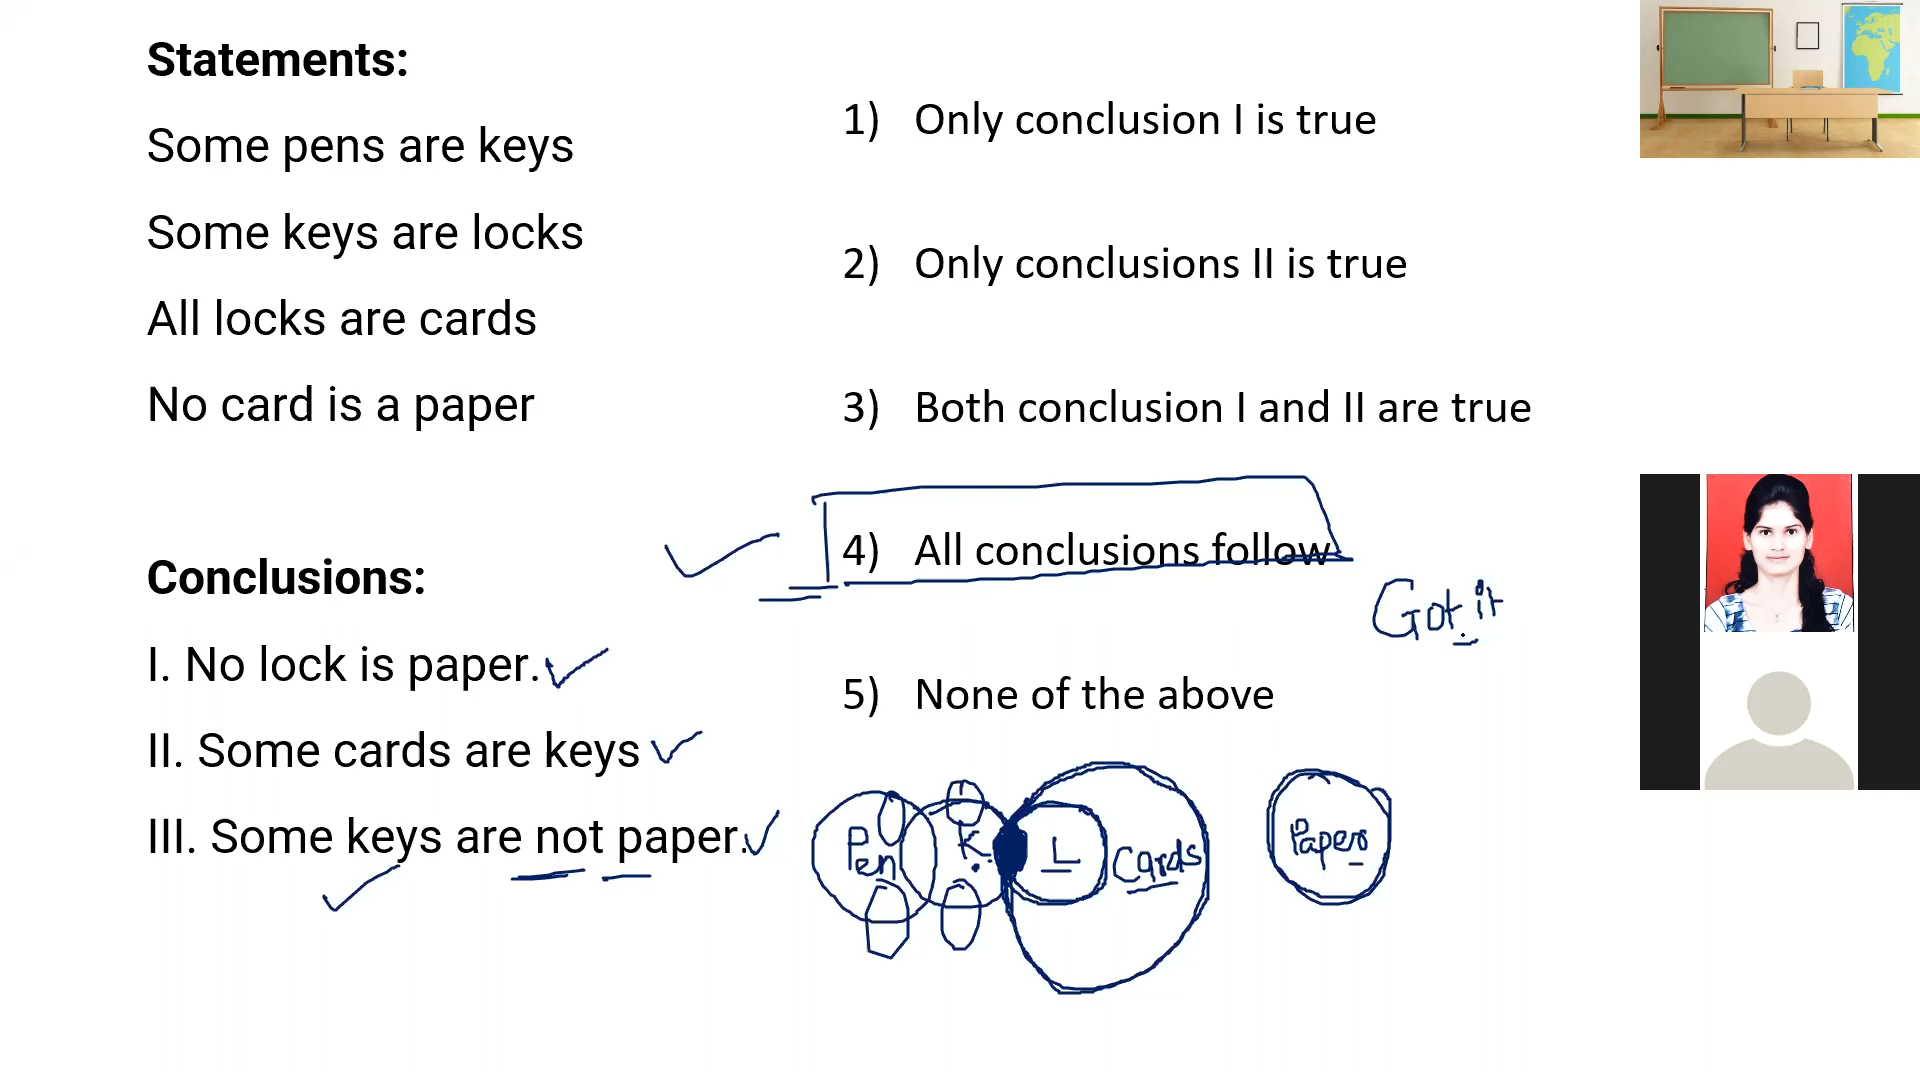 Statements:
Some pens are keys
Some keys are locks
All locks are cards
No card is a paper
Conclusions:
I. No lock is paper.
II. Some cards are keys
III. Some keys are not paper.
1) Only conclusion I is true
2) Only conclusions II is true
3) Both conclusion I and II are true
4) All conclusions follow
Got it
5) None of the above
Pen
K
L
Cards
Papers